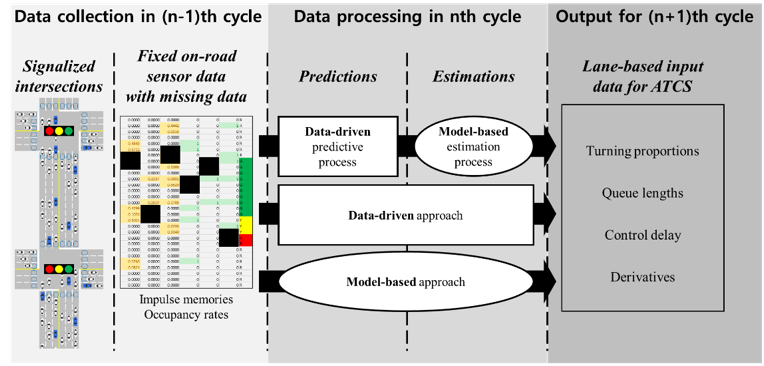 Data collection in (n-1)th cycle
Data processing in nth cycle
Output for (n+1)th cycle
Signalized
intersections
Fixed on-road
sensor data
with missing data
Predictions
Estimations
Lane-based input
data for ATCS
Data-driven
predictive
process
Model-based
estimation
process
Data-driven approach
Model-based approach
Impulse memories
Occupancy rates
Turning proportions
Queue lengths
Control delay
Derivatives